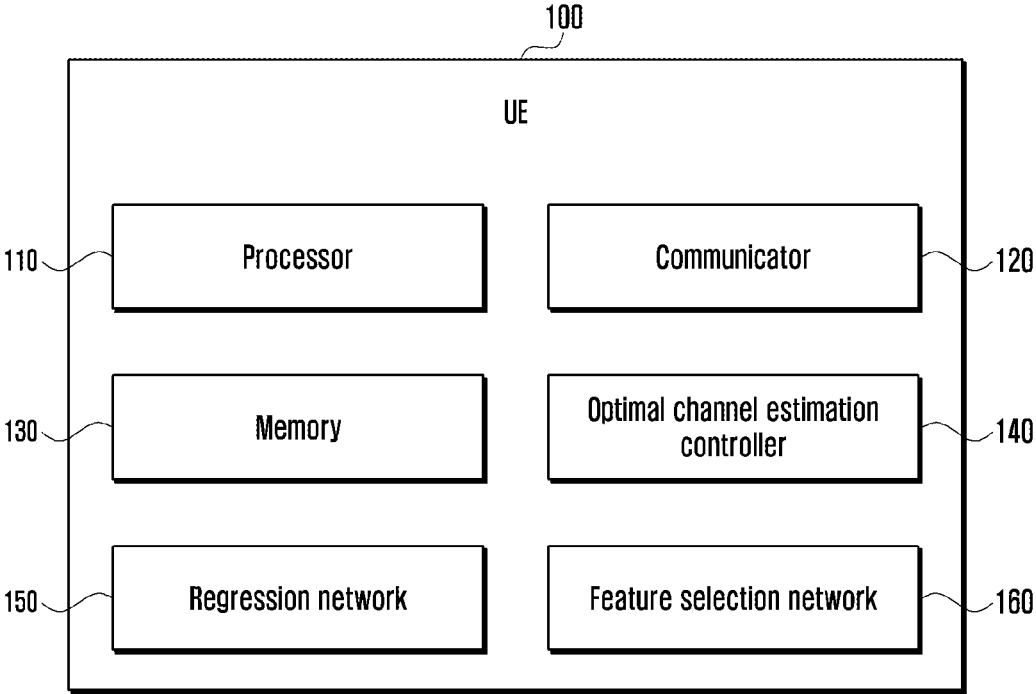 100
UE
110
Processor
Communicator
120
130
Memory
Optimal channel estimation
controller
140
150
Regression network
Feature selection network
160